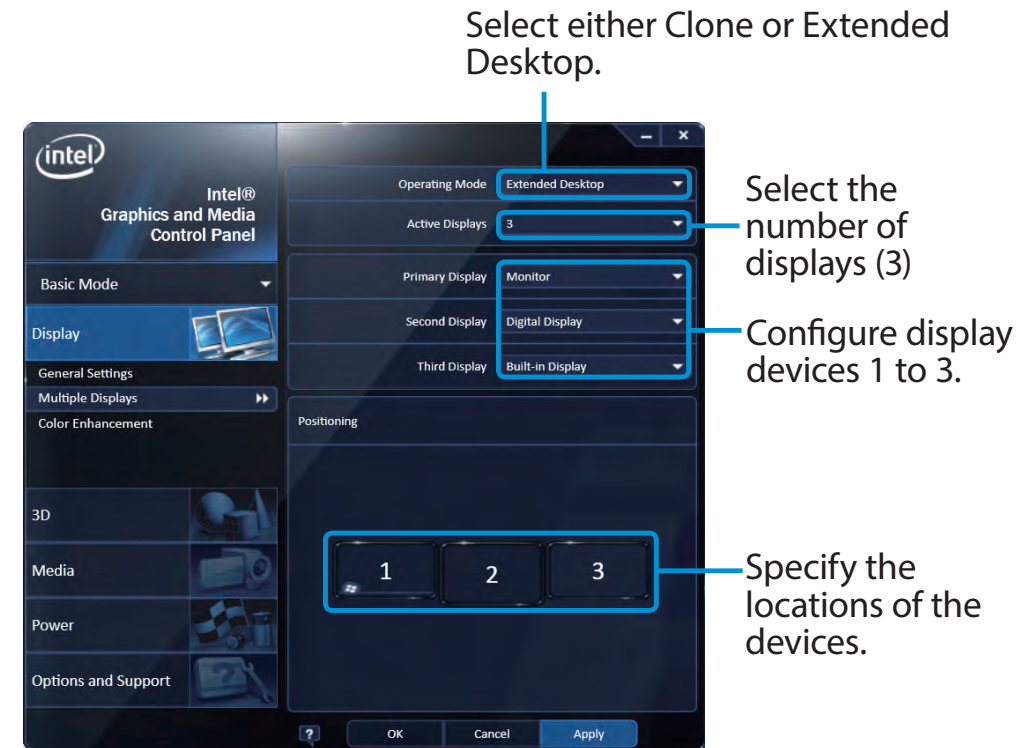 Select either Clone or Extended
Desktop.
intel
Intel®
Graphics and Media
Control Panel
Operating Mode Extended Desktop
Active Displays 3
Select the
number of
displays (3)
Basic Mode
Primary Display Monitor
Second Display Digital Display
Third Display Built-in Display
Configure display
devices 1 to 3.
Display
General Settings
Multiple Displays
Color Enhancement
Positioning
3D
Media
Power
Options and Support
1 2 3
Specify the
locations of the
devices.
? OK Cancel Apply